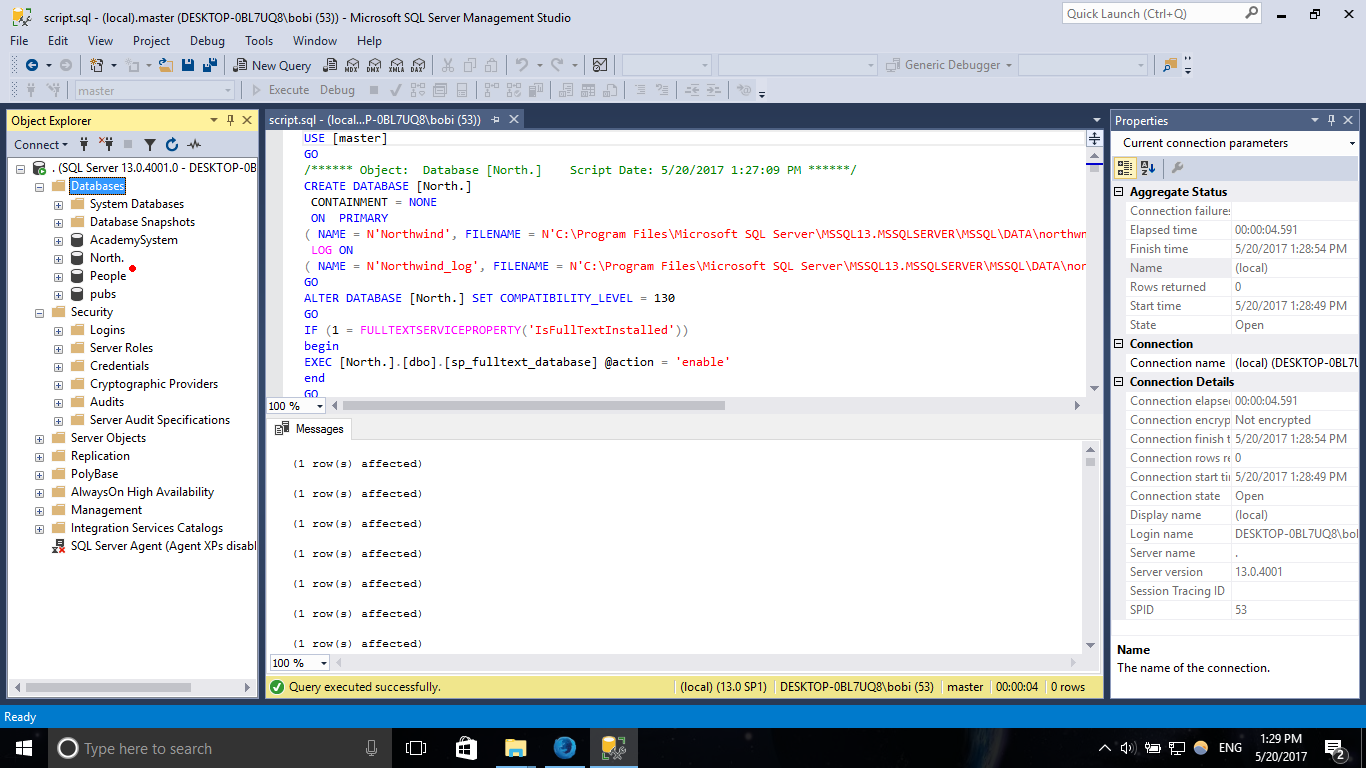 script.sql - (local).master (DESKTOP-0BL7UQ8\bobi (53)) - Microsoft SQL Server Management Studio
Quick Launch (Ctrl+Q)
File Edit View Project Debug Tools Window Help
New Query MDX DMX XMLA DAX Generic Debugger
master Execute Debug
Object Explorer
Connect
. (SQL Server 13.0.4001.0 - DESKTOP-0B
Databases
System Databases
Database Snapshots
AcademySystem
North.
People
pubs
Security
Logins
Server Roles
Credentials
Cryptographic Providers
Audits
Server Audit Specifications
Server Objects
Replication
PolyBase
AlwaysOn High Availability
Management
Integration Services Catalogs
SQL Server Agent (Agent XPs disabl
script.sql - (local...P-0BL7UQ8\bobi (53))
USE [master]
GO
/****** Object:  Database [North.]    Script Date: 5/20/2017 1:27:09 PM ******/
CREATE DATABASE [North.]
CONTAINMENT = NONE
ON  PRIMARY
( NAME = N'Northwind', FILENAME = N'C:\Program Files\Microsoft SQL Server\MSSQL13.MSSQLSERVER\MSSQL\DATA\northwn
LOG ON
( NAME = N'Northwind_log', FILENAME = N'C:\Program Files\Microsoft SQL Server\MSSQL13.MSSQLSERVER\MSSQL\DATA\nor
GO
ALTER DATABASE [North.] SET COMPATIBILITY_LEVEL = 130
GO
IF (1 = FULLTEXTSERVICEPROPERTY('IsFullTextInstalled'))
begin
EXEC [North.].[dbo].[sp_fulltext_database] @action = 'enable'
end
GO
100 %
Messages
(1 row(s) affected)
(1 row(s) affected)
(1 row(s) affected)
(1 row(s) affected)
(1 row(s) affected)
(1 row(s) affected)
(1 row(s) affected)
100 %
Query executed successfully. (local) (13.0 SP1) DESKTOP-0BL7UQ8\bobi (53) master 00:00:04 0 rows
Properties
Current connection parameters
Aggregate Status
Connection failures
Elapsed time 00:00:04.591
Finish time 5/20/2017 1:28:54 PM
Name (local)
Rows returned 0
Start time 5/20/2017 1:28:49 PM
State Open
Connection
Connection name (local) (DESKTOP-0BL7U
Connection Details
Connection elapse 00:00:04.591
Connection encryp Not encrypted
Connection finish t 5/20/2017 1:28:54 PM
Connection rows re 0
Connection start tir 5/20/2017 1:28:49 PM
Connection state Open
Display name (local)
Login name DESKTOP-0BL7UQ8\bobi
Server name .
Server version 13.0.4001
Session Tracing ID
SPID 53
Name
The name of the connection.
Ready
Type here to search
ENG
1:29 PM
5/20/2017
2